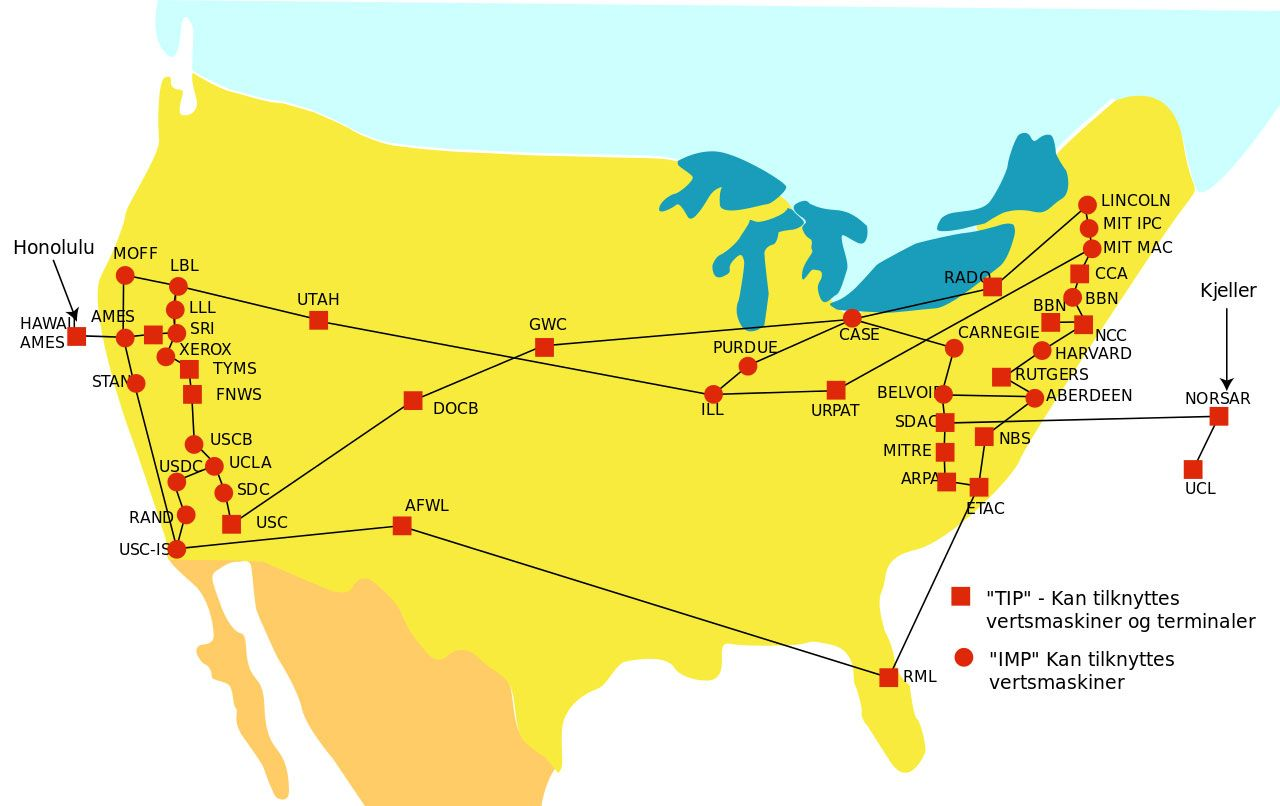 LINCOLN
MIT IPC
MIT MAC
Honolulu
MOFF
LBL
CCA
RADC
Kjeller
UTAH
BBN
BBN
LLL
HAWAII
AMES
AMES
SRI
GWC
CASE
CARNEGIE
NCC
XEROX
PURDUE
HARVARD
TYMS
RUTGERS
STAN
FNWS
BELVOIR
ABERDEEN
NORSAR
DOCB
ILL
URPAT
SDAC
USCB
NBS
MITRE
USDC
UCLA
ARPA
UCL
SDC
RAND
USC
AFWL
ETAC
USC-IS
"TIP" - Kan tilknyttes
vertsmaskiner og terminaler
"IMP" Kan tilknyttes
vertsmaskiner
RML